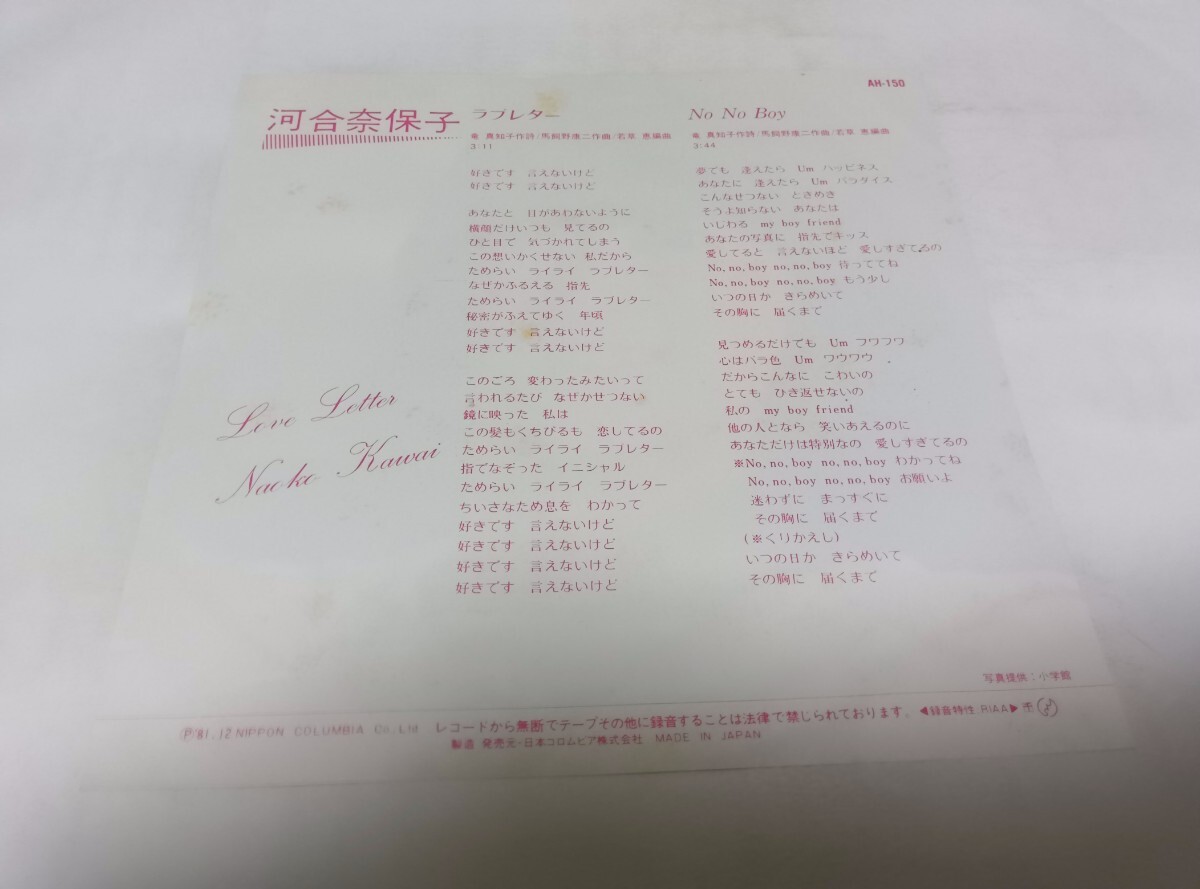 AH-150
河合奈保子
Love Letter
Naoko Kawai
ラブレター
竜 真知子作詩/馬飼野康二作曲/若草 恵編曲
3:11
好きです 言えないけど
好きです 言えないけど
あなたと 目があわないように
横顔だけいつも 見てるの
ひと目で 気づかれてしまう
この想いかくせない 私だから
ためらい ライライ ラブレター
なぜかふるえる 指先
ためらい ライライ ラブレター
秘密がふえてゆく 年頃
好きです 言えないけど
好きです 言えないけど
このごろ 変わったみたいって
言われるたび なぜかせつない
鏡に映った 私は
この髪もくちびるも 恋してるの
ためらい ライライ ラブレター
指でなぞった イニシャル
ためらい ライライ ラブレター
ちいさなため息を わかって
好きです 言えないけど
好きです 言えないけど
好きです 言えないけど
好きです 言えないけど
No No Boy
竜 真知子作詩/馬飼野康二作曲/若草 恵編曲
3:44
夢でも 逢えたら Um ハッピネス
あなたに 逢えたら Um パラダイス
こんなせつない ときめき
そうよ知らない あなたは
いじわる my boy friend
あなたの写真に 指先でキッス
愛してると 言えないほど 愛しすぎてるの
No, no, boy no, no, boy 待っててね
No, no, boy no, no, boy もう少し
いつの日か きらめいて
その胸に 届くまで
見つめるだけでも Um フワフワ
心はバラ色 Um ワウワウ
だからこんなに こわいの
とても ひき返せないの
私の my boy friend
他の人となら 笑いあえるのに
あなただけは特別なの 愛しすぎてるの
※No, no, boy no, no, boy わかってね
No, no, boy no, no, boy お願いよ
迷わずに まっすぐに
その胸に 届くまで
(※くりかえし)
いつの日か きらめいて
その胸に 届くまで
写真提供:小学館
Ⓟ'81.12 NIPPON COLUMBIA Co., Ltd. レコードから無断でテープその他に録音することは法律で禁じられております。 ◀録音特性:RIAA▶
製造 発売元・日本コロムビア株式会社 MADE IN JAPAN